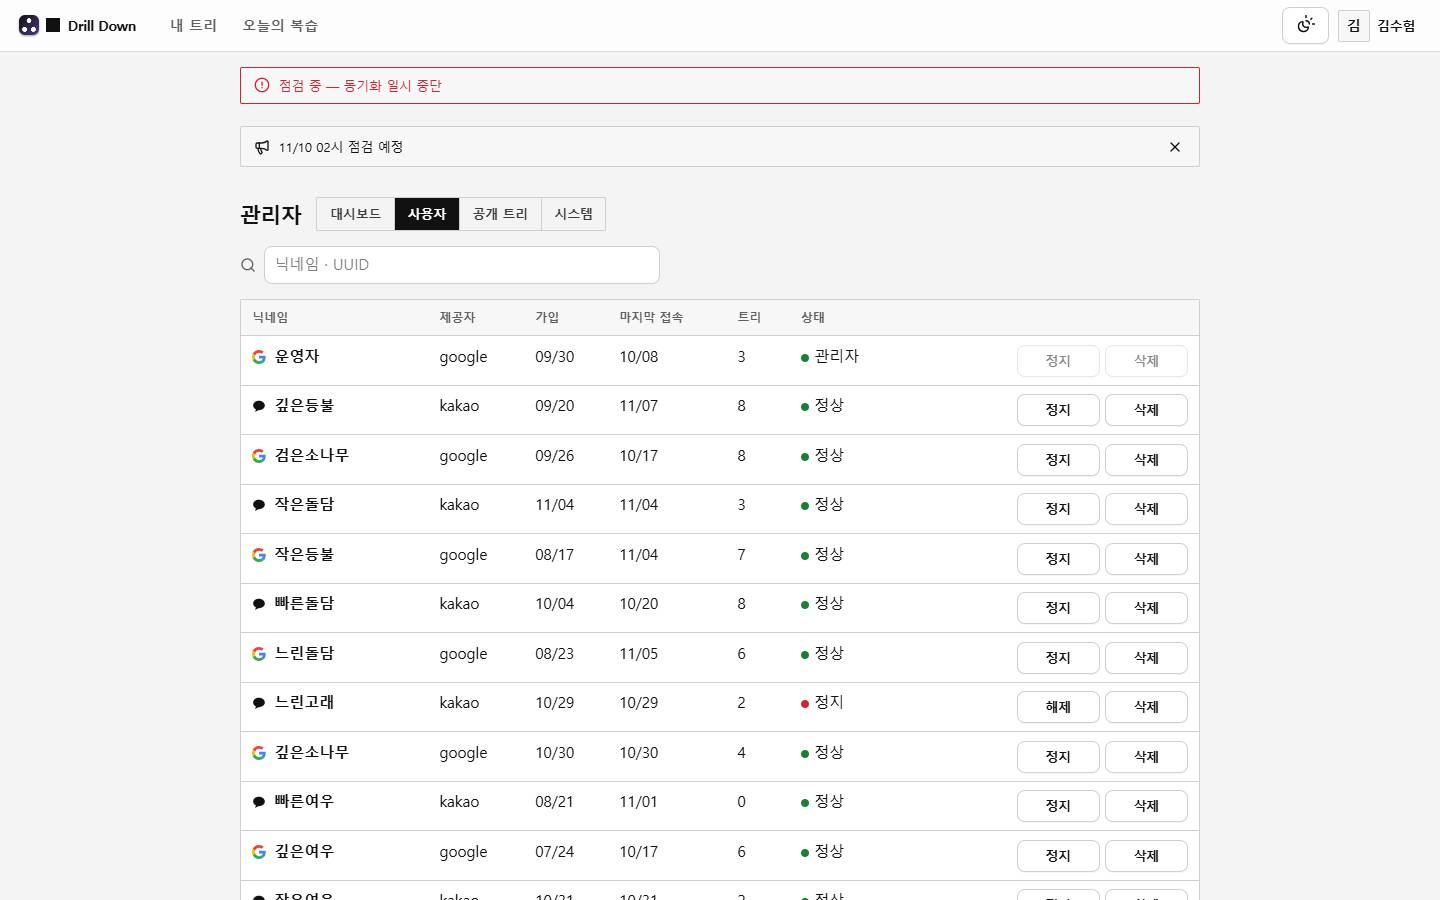 Drill Down 내 트리 오늘의 복습 김 김수험
점검 중 — 동기화 일시 중단
11/10 02시 점검 예정
관리자 대시보드 사용자 공개 트리 시스템
닉네임 · UUID
닉네임 제공자 가입 마지막 접속 트리 상태
운영자 google 09/30 10/08 3 관리자 정지 삭제
깊은등불 kakao 09/20 11/07 8 정상 정지 삭제
검은소나무 google 09/26 10/17 8 정상 정지 삭제
작은돌담 kakao 11/04 11/04 3 정상 정지 삭제
작은등불 google 08/17 11/04 7 정상 정지 삭제
빠른돌담 kakao 10/04 10/20 8 정상 정지 삭제
느린돌담 google 08/23 11/05 6 정상 정지 삭제
느린고래 kakao 10/29 10/29 2 정지 해제 삭제
깊은소나무 google 10/30 10/30 4 정상 정지 삭제
빠른여우 kakao 08/21 11/01 0 정상 정지 삭제
깊은여우 google 07/24 10/17 6 정상 정지 삭제
작은여우 kakao 10/31 10/31 정상